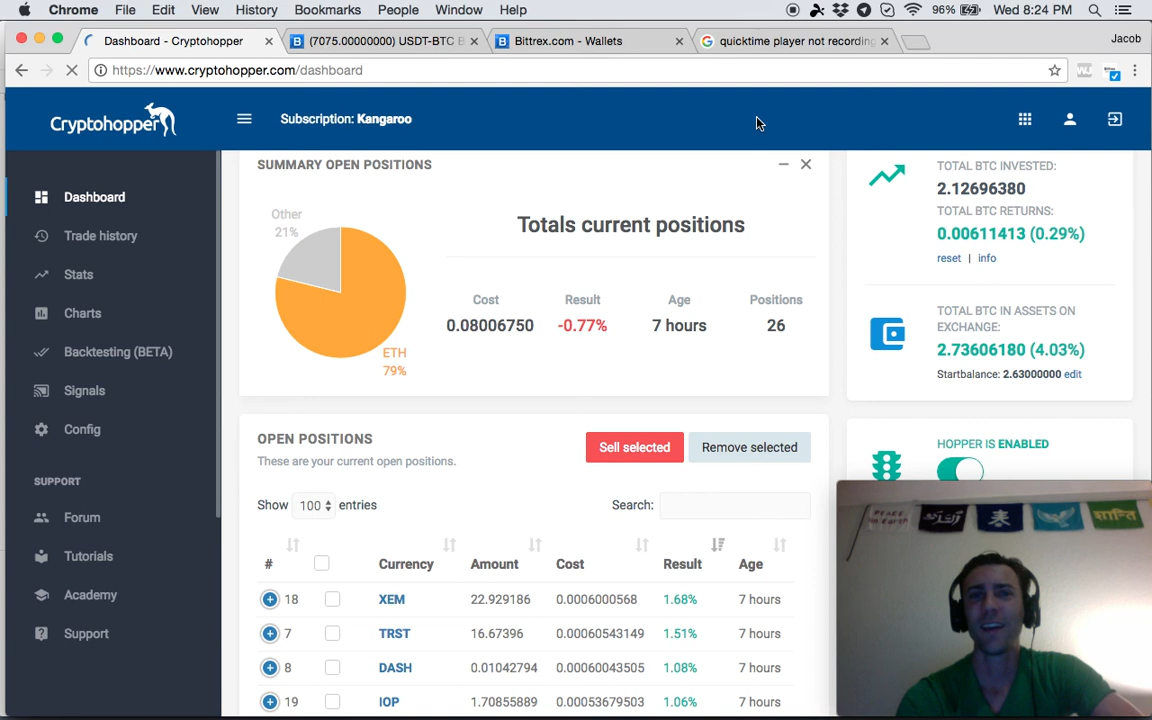 Chrome File Edit View History Bookmarks People Window Help 96% Wed 8:24 PM
Dashboard - Cryptohopper (7075.00000000) USDT-BTC B Bittrex.com - Wallets quicktime player not recording Jacob
https://www.cryptohopper.com/dashboard
Cryptohopper Subscription: Kangaroo
Dashboard
Trade history
Stats
Charts
Backtesting (BETA)
Signals
Config
SUPPORT
Forum
Tutorials
Academy
Support
SUMMARY OPEN POSITIONS
Other
21%
ETH
79%
Totals current positions
Cost Result Age Positions
0.08006750 -0.77% 7 hours 26
OPEN POSITIONS
These are your current open positions.
Sell selected Remove selected
Show 100 entries Search:
# Currency Amount Cost Result Age
18 XEM 22.929186 0.0006000568 1.68% 7 hours
7 TRST 16.67396 0.00060543149 1.51% 7 hours
8 DASH 0.01042794 0.00060043505 1.08% 7 hours
19 IOP 1.70855889 0.00053679503 1.06% 7 hours
TOTAL BTC INVESTED:
2.12696380
TOTAL BTC RETURNS:
0.00611413 (0.29%)
reset | info
TOTAL BTC IN ASSETS ON
EXCHANGE:
2.73606180 (4.03%)
Startbalance: 2.63000000 edit
HOPPER IS ENABLED
शान्ति